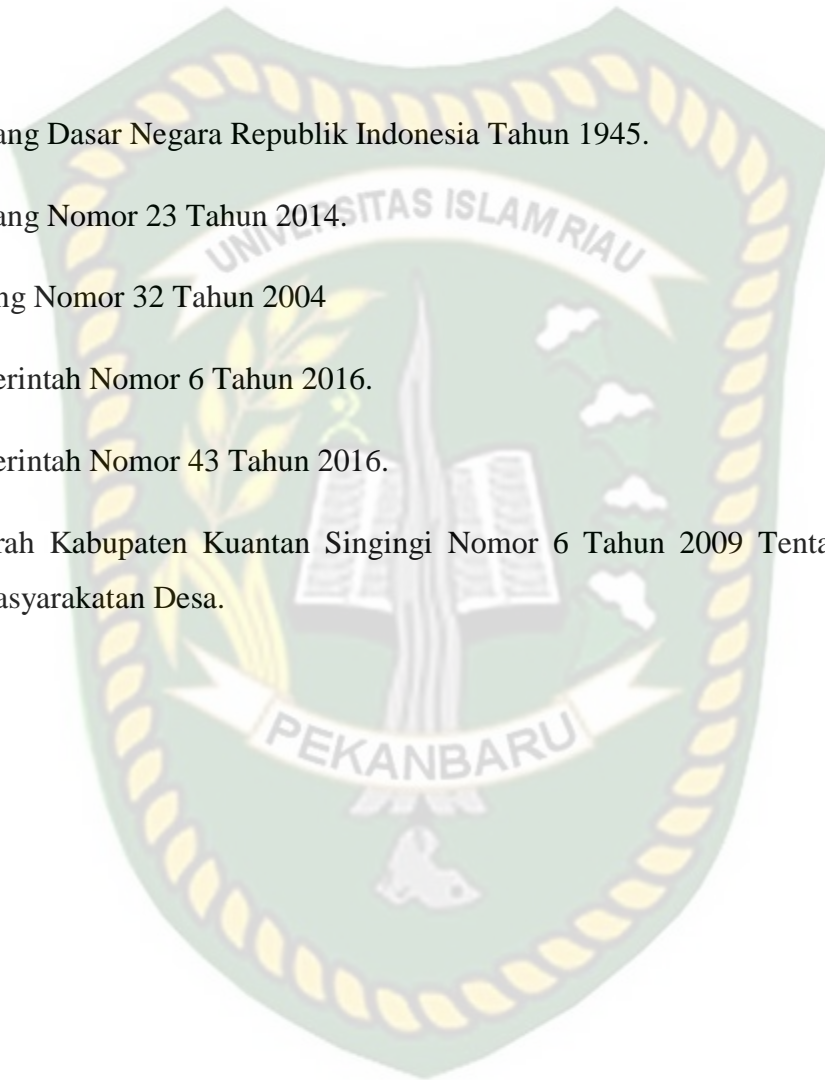 ang Dasar Negara Republik Indonesia Tahun 1945.
ang Nomor 23 Tahun 2014.
UNIVERSITAS ISLAM RIAU
ng Nomor 32 Tahun 2004
erintah Nomor 6 Tahun 2016.
erintah Nomor 43 Tahun 2016.
rah Kabupaten Kuantan Singingi Nomor 6 Tahun 2009 Tenta
asyarakatan Desa.
PEKANBARU